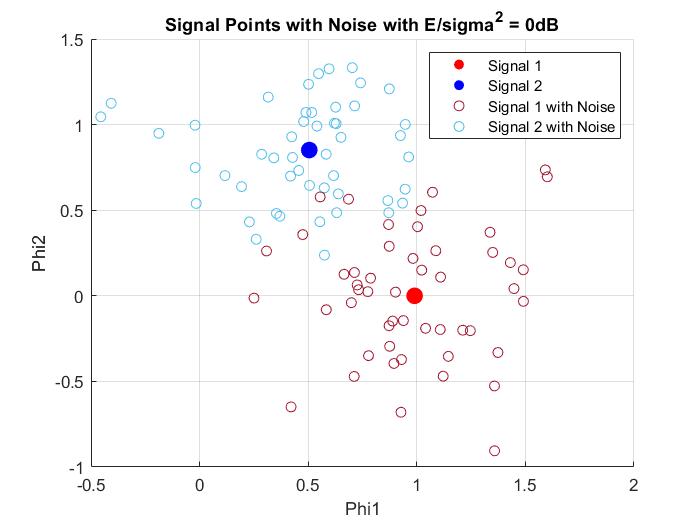 Signal Points with Noise with E/sigma² = 0dB
1.5
Signal 1
Signal 2
Signal 1 with Noise
Signal 2 with Noise
1
0.5
Phi2
0
-0.5
-1
-0.5 0 0.5 1 1.5 2
Phi1